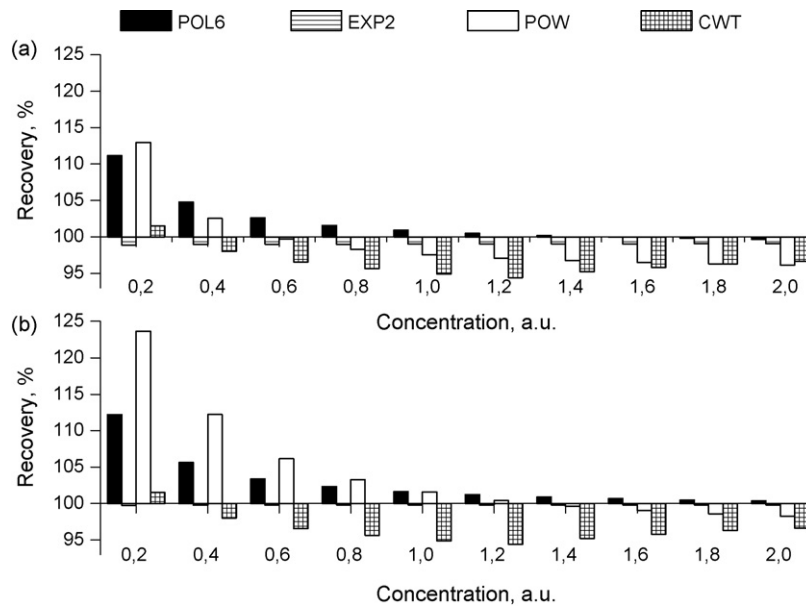 POL6 EXP2 POW CWT
(a)
125
120
115
110
105
100
95
Recovery, %
0,2 0,4 0,6 0,8 1,0 1,2 1,4 1,6 1,8 2,0
Concentration, a.u.
(b)
125
120
115
110
105
100
95
Recovery, %
0,2 0,4 0,6 0,8 1,0 1,2 1,4 1,6 1,8 2,0
Concentration, a.u.